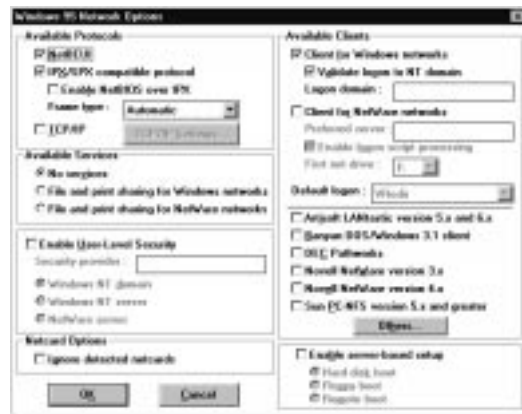 Windows 95 Network Options
Available Protocols
NetBEUI
IPX/SPX compatible protocol
Enable NetBIOS over IPX
Frame type: Automatic
TCP/IP
TCP/IP Settings...
Available Services
No services
File and print sharing for Windows networks
File and print sharing for NetWare networks
Enable User-Level Security
Security provider:
Windows NT domain
Windows NT server
NetWare server
Netcard Options
Ignore detected netcards
OK
Cancel
Available Clients
Client for Windows networks
Validate logon to NT domain
Logon domain:
Client for NetWare networks
Preferred server:
Enable logon script processing
First net drive:
Default logon:
Artisoft LANtastic version 5.x and 6.x
Banyan DOS/Windows 3.1 client
DEC Pathworks
Novell NetWare version 3.x
Novell NetWare version 4.x
Sun PC-NFS version 5.x and greater
Others...
Enable server-based setup
Hard disk boot
Floppy boot
Remote boot